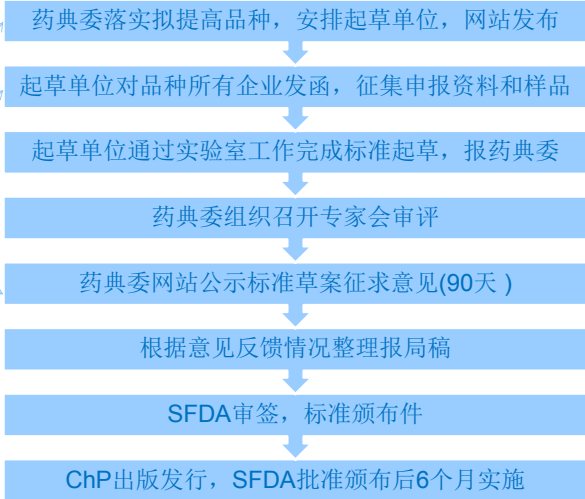 药典委落实拟提高品种，安排起草单位，网站发布
起草单位对品种所有企业发函，征集申报资料和样品
起草单位通过实验室工作完成标准起草，报药典委
药典委组织召开专家会审评
药典委网站公示标准草案征求意见(90天 )
根据意见反馈情况整理报局稿
SFDA审签，标准颁布件
ChP出版发行，SFDA批准颁布后6个月实施